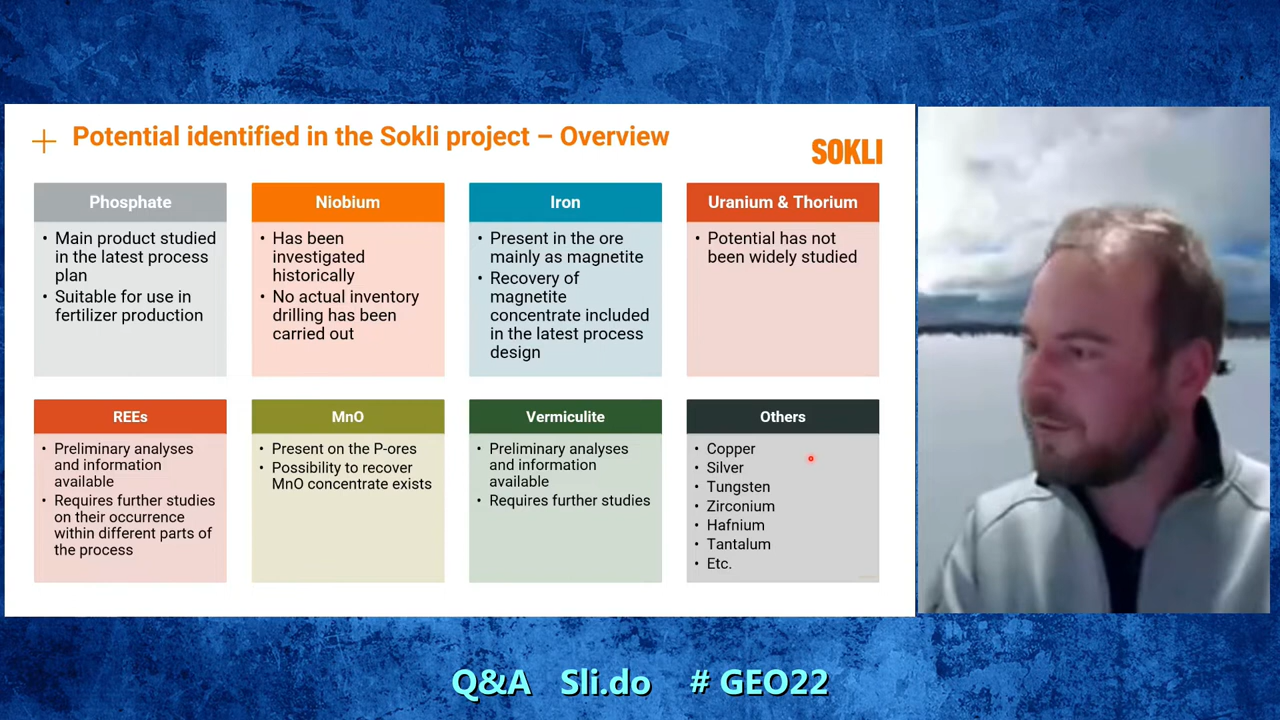 Potential identified in the Sokli project – Overview
SOKLI
Phosphate
• Main product studied
in the latest process
plan
• Suitable for use in
fertilizer production
Niobium
• Has been
investigated
historically
• No actual inventory
drilling has been
carried out
Iron
• Present in the ore
mainly as magnetite
• Recovery of
magnetite
concentrate included
in the latest process
design
Uranium & Thorium
• Potential has not
been widely studied
REEs
• Preliminary analyses
and information
available
• Requires further studies
on their occurrence
within different parts of
the process
MnO
• Present on the P-ores
• Possibility to recover
MnO concentrate exists
Vermiculite
• Preliminary analyses
and information
available
• Requires further studies
Others
• Copper
• Silver
• Tungsten
• Zirconium
• Hafnium
• Tantalum
• Etc.
Q&A Sli.do # GEO22